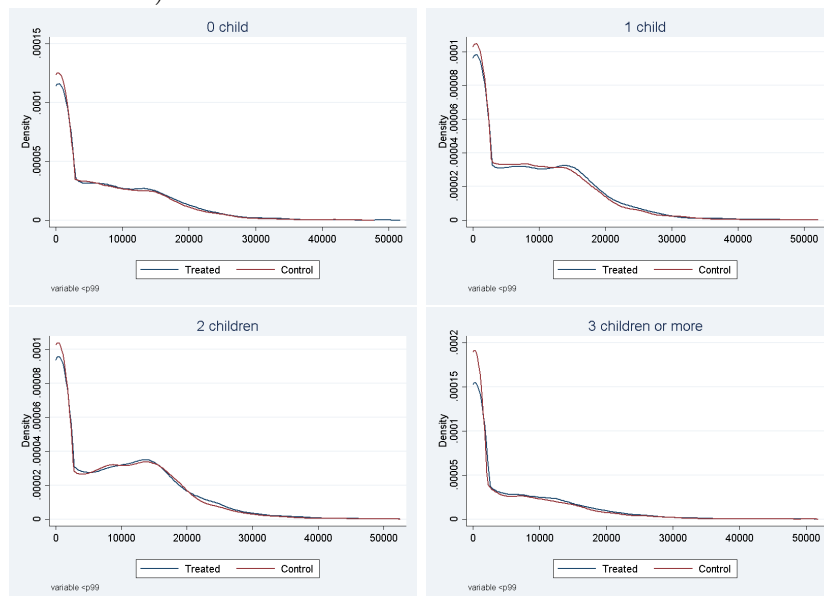 0 child
.00015
.0001
.00005
0
Density
0 10000 20000 30000 40000 50000
Treated Control
variable <p99
1 child
.0001
.00008
.00006
.00004
.00002
0
Density
0 10000 20000 30000 40000 50000
Treated Control
variable <p99
2 children
.0001
.00008
.00006
.00004
.00002
0
Density
0 10000 20000 30000 40000 50000
Treated Control
variable <p99
3 children or more
.0002
.00015
.0001
.00005
0
Density
0 10000 20000 30000 40000 50000
Treated Control
variable <p99